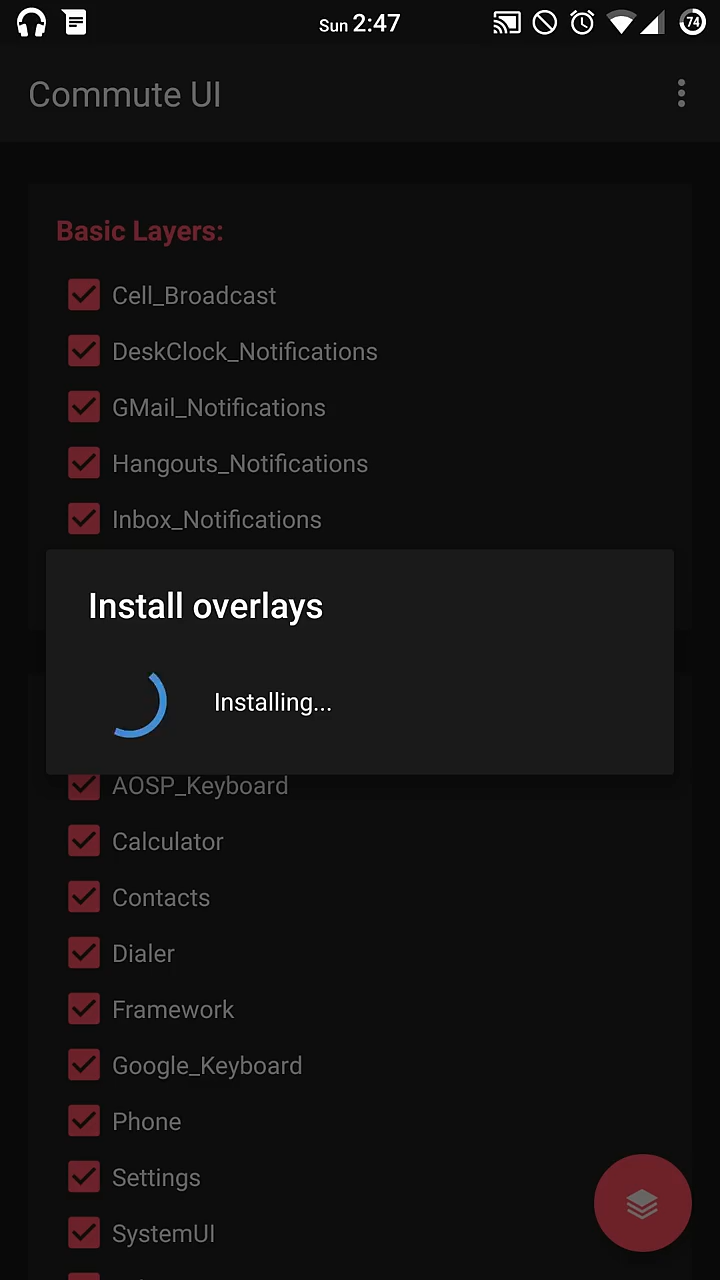 Sun 2:47
74
Commute UI
Basic Layers:
Cell_Broadcast
DeskClock_Notifications
GMail_Notifications
Hangouts_Notifications
Inbox_Notifications
Install overlays
Installing...
AOSP_Keyboard
Calculator
Contacts
Dialer
Framework
Google_Keyboard
Phone
Settings
SystemUI